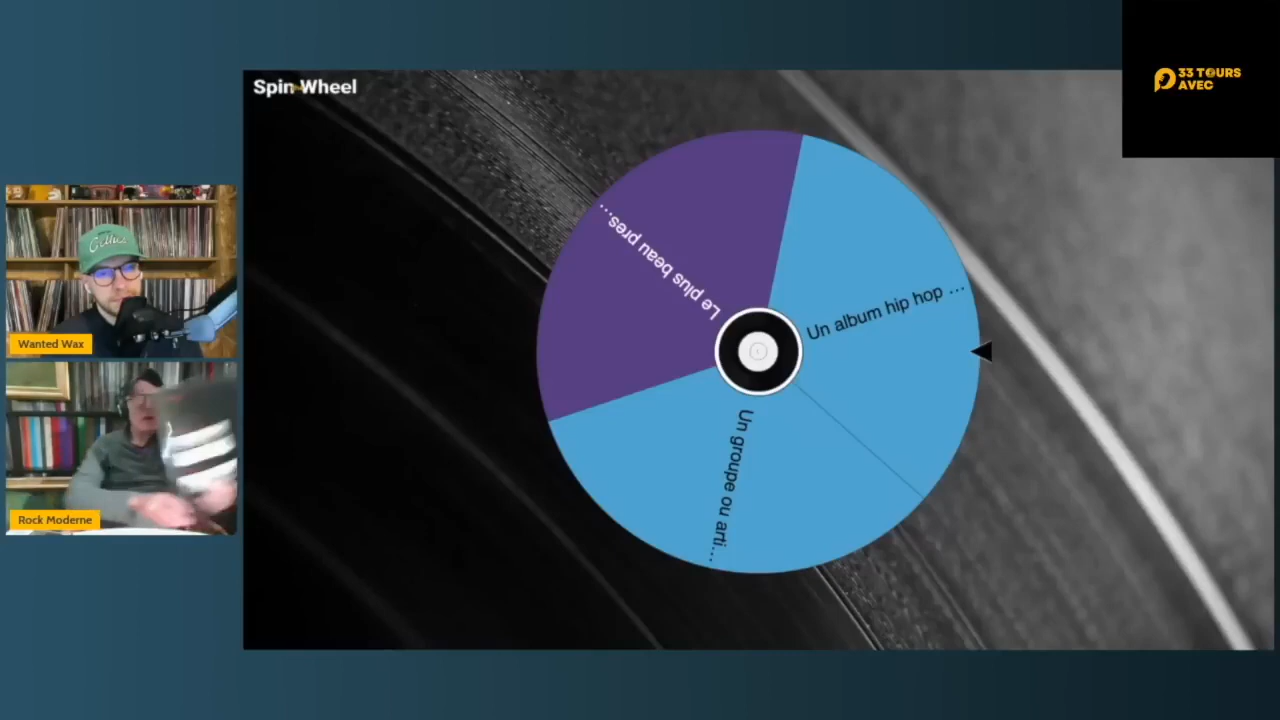 Spin Wheel
33 TOURS
AVEC
Le plus beau pres...
Un album hip hop ...
Un groupe ou arti...
Wanted Wax
Rock Moderne